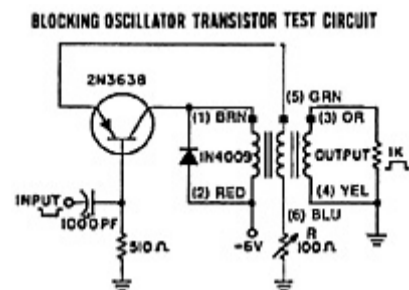 BLOCKING OSCILLATOR TRANSISTOR TEST CIRCUIT
2N3638
(5) GRN
(1) BRN
(3) OR
1N4009
OUTPUT
1K
INPUT
1000PF
(2) RED
(4) YEL
(6) BLU
-6V
R
510Ω
100Ω